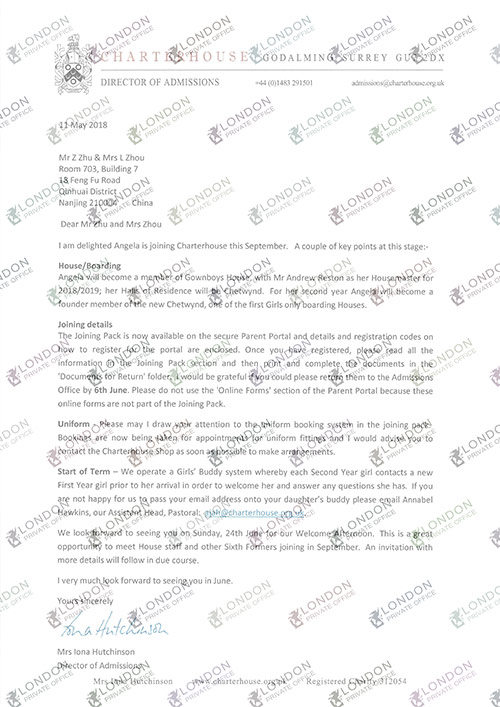 CHARTERHOUSE GODALMING SURREY GU7 2DX
DIRECTOR OF ADMISSIONS +44 (0)1483 291501 admissions@charterhouse.org.uk
11 May 2018
Mr Z Zhu & Mrs L Zhou
Room 703, Building 7
18 Feng Fu Road
Qinhuai District
Nanjing 210004 China
Dear Mr Zhu and Mrs Zhou
I am delighted Angela is joining Charterhouse this September. A couple of key points at this stage:-
House/Boarding
Angela will become a member of Gownboys House, with Mr Andrew Reston as her Housemaster for
2018/2019; her Halls of Residence will be Chetwynd. For her second year Angela will become a
founder member of the new Chetwynd, one of the first Girls only boarding Houses.
Joining details
The Joining Pack is now available on the secure Parent Portal and details and registration codes on
how to register for the portal are enclosed. Once you have registered, please read all the
information in the Joining Pack section and then print and complete the documents in the
'Documents for Return' folder. I would be grateful if you could please return them to the Admissions
Office by 6th June. Please do not use the 'Online Forms' section of the Parent Portal because these
online forms are not part of the Joining Pack.
Uniform – Please may I draw your attention to the uniform booking system in the joining pack.
Bookings are now being taken for appointments for uniform fittings and I would advise you to
contact the Charterhouse Shop as soon as possible to make arrangements.
Start of Term – We operate a Girls' Buddy system whereby each Second Year girl contacts a new
First Year girl prior to her arrival in order to welcome her and answer any questions she has. If you
are not happy for us to pass your email address onto your daughter's buddy please email Annabel
Hawkins, our Assistant Head, Pastoral; @charterhouse.org.uk.
We look forward to seeing you on Sunday, 24th June for our Welcome Afternoon. This is a great
opportunity to meet House staff and other Sixth Formers joining in September. An invitation with
more details will follow in due course.
I very much look forward to seeing you in June.
Yours sincerely
Iona Hutchinson
Mrs Iona Hutchinson
Director of Admissions
Mrs Iona Hutchinson www.charterhouse.org.uk Registered Charity 312054
LONDON PRIVATE OFFICE